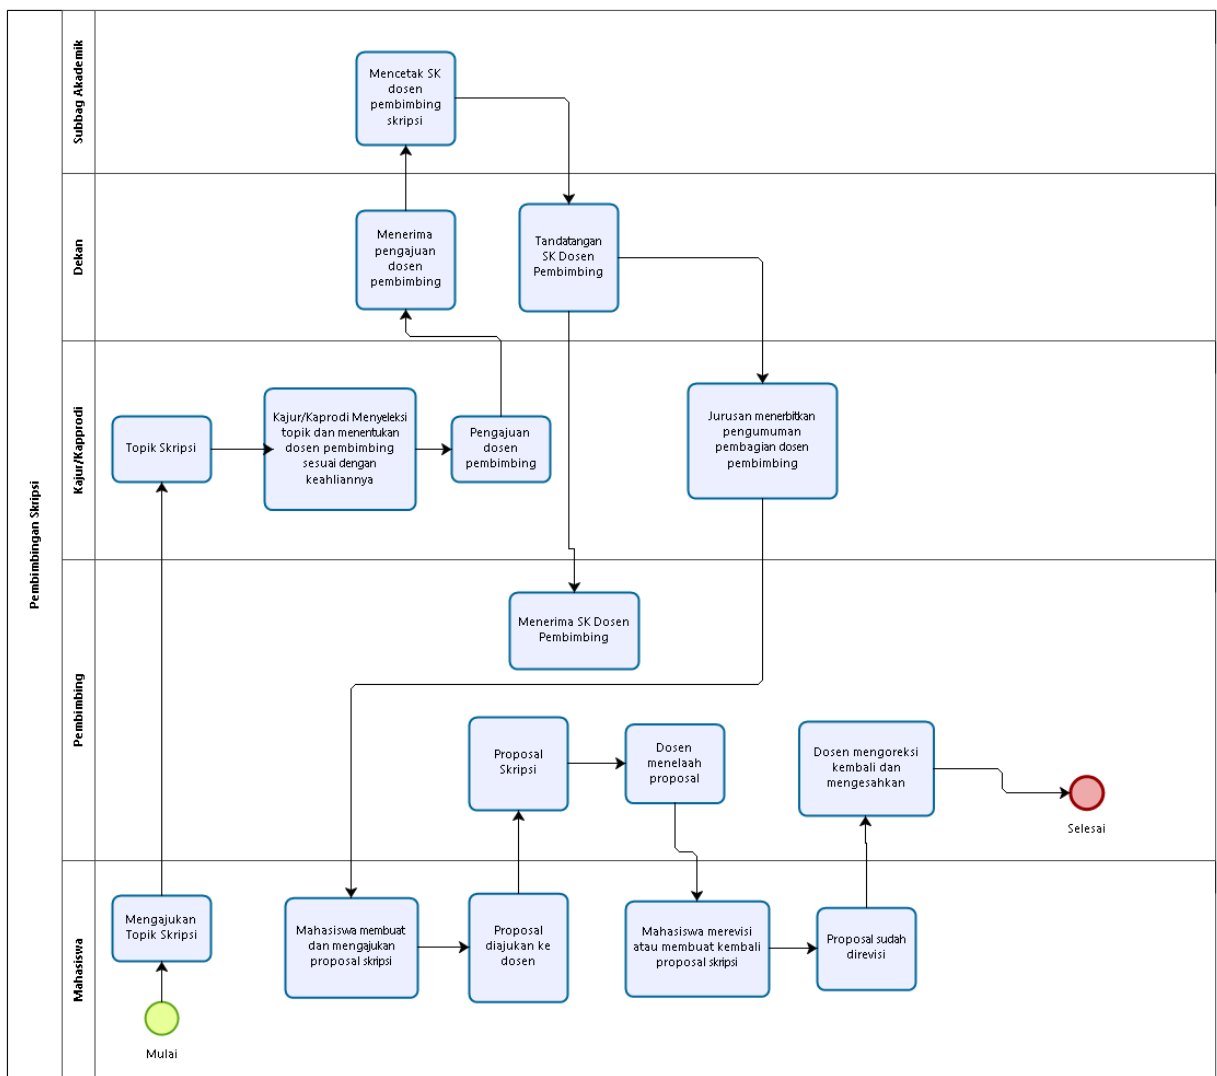 Pembimbingan Skripsi
Subbag Akademik
Mencetak SK
dosen
pembimbing
skripsi
Dekan
Menerima
pengajuan
dosen
pembimbing
Tandatangan
SK Dosen
Pembimbing
Kajur/Kapprodi
Topik Skripsi
Kajur/Kaprodi Menyeleksi
topik dan menentukan
dosen pembimbing
sesuai dengan
keahliannya
Pengajuan
dosen
pembimbing
Jurusan menerbitkan
pengumuman
pembagian dosen
pembimbing
Pembimbing
Menerima SK Dosen
Pembimbing
Proposal
Skripsi
Dosen
menelaah
proposal
Dosen mengoreksi
kembali dan
mengesahkan
Selesai
Mahasiswa
Mengajukan
Topik Skripsi
Mahasiswa membuat
dan mengajukan
proposal skripsi
Proposal
diajukan ke
dosen
Mahasiswa merevisi
atau membuat kembali
proposal skripsi
Proposal sudah
direvisi
Mulai